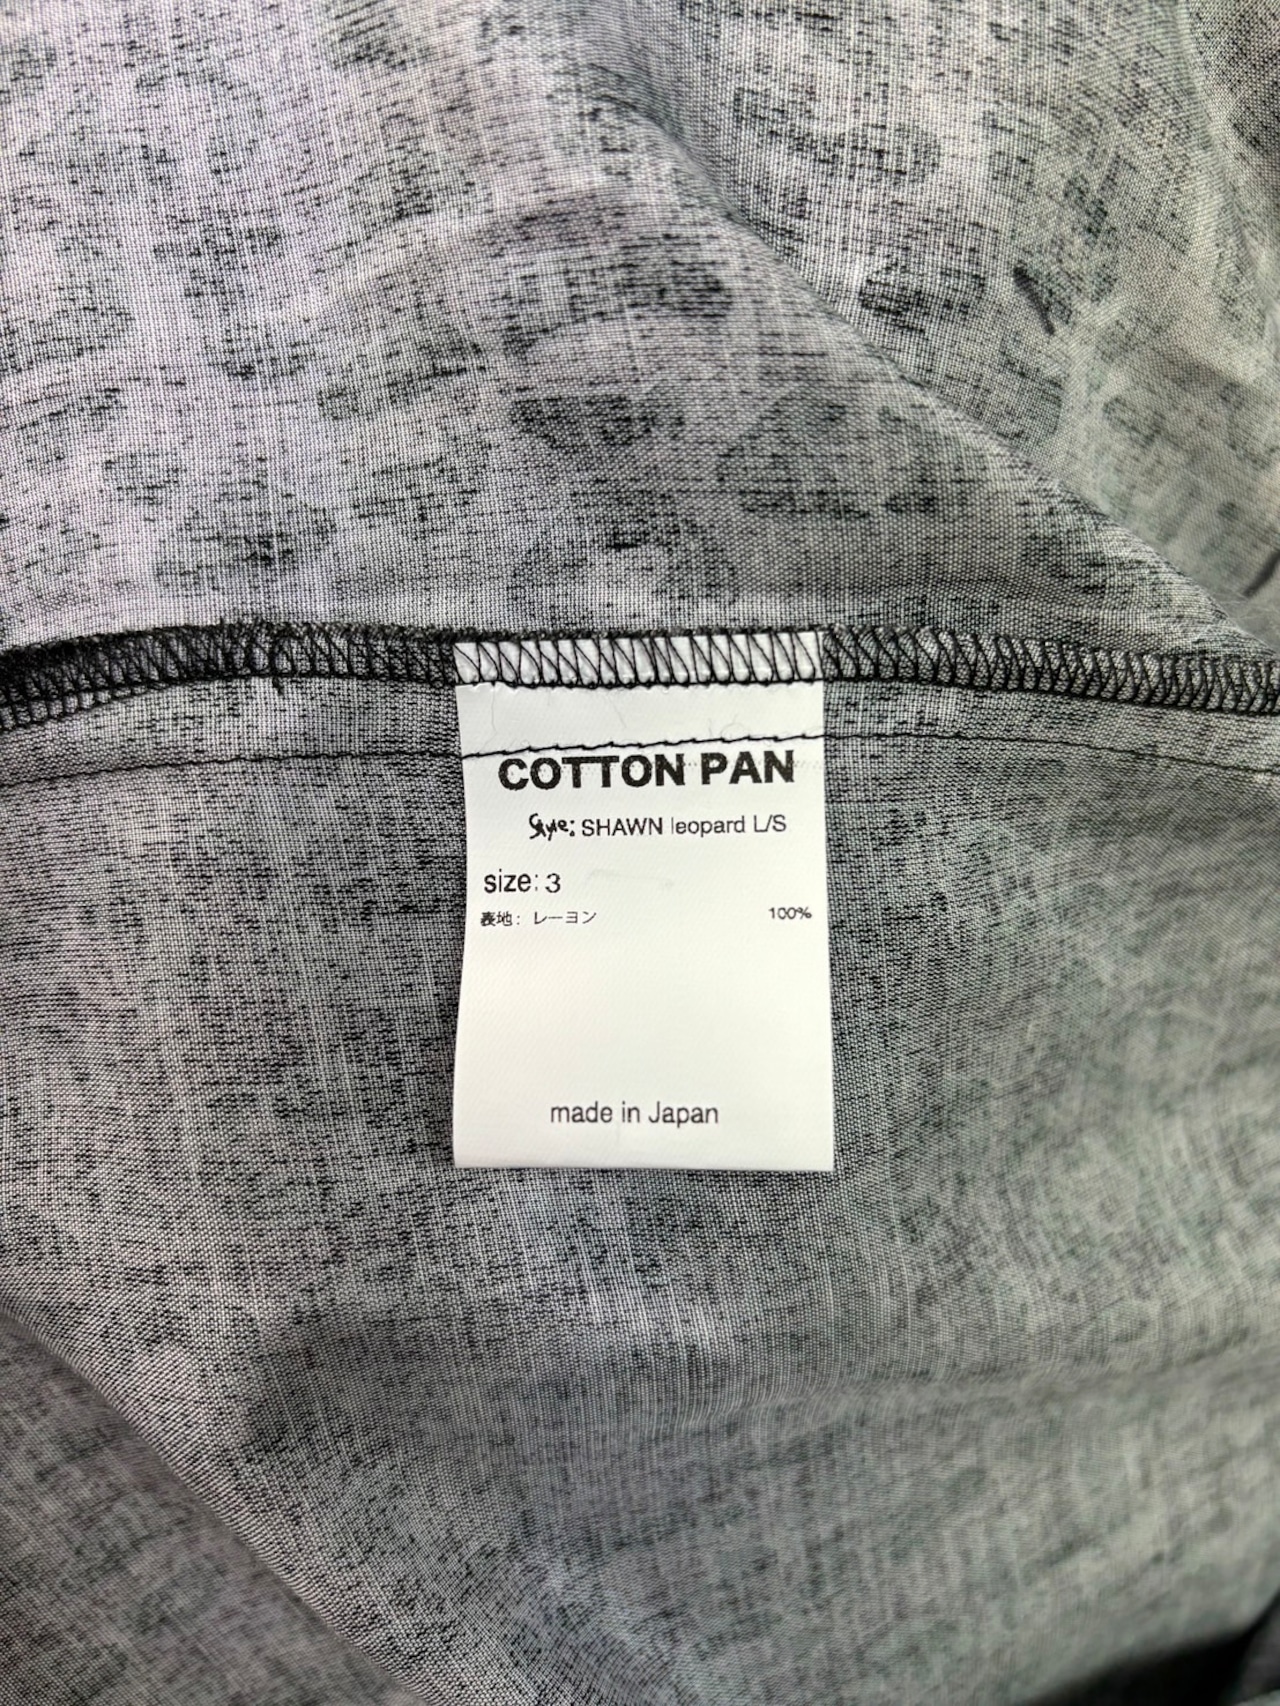 COTTON PAN
Style: SHAWN leopard L/S
size: 3
表地: レーヨン 100%
made in Japan